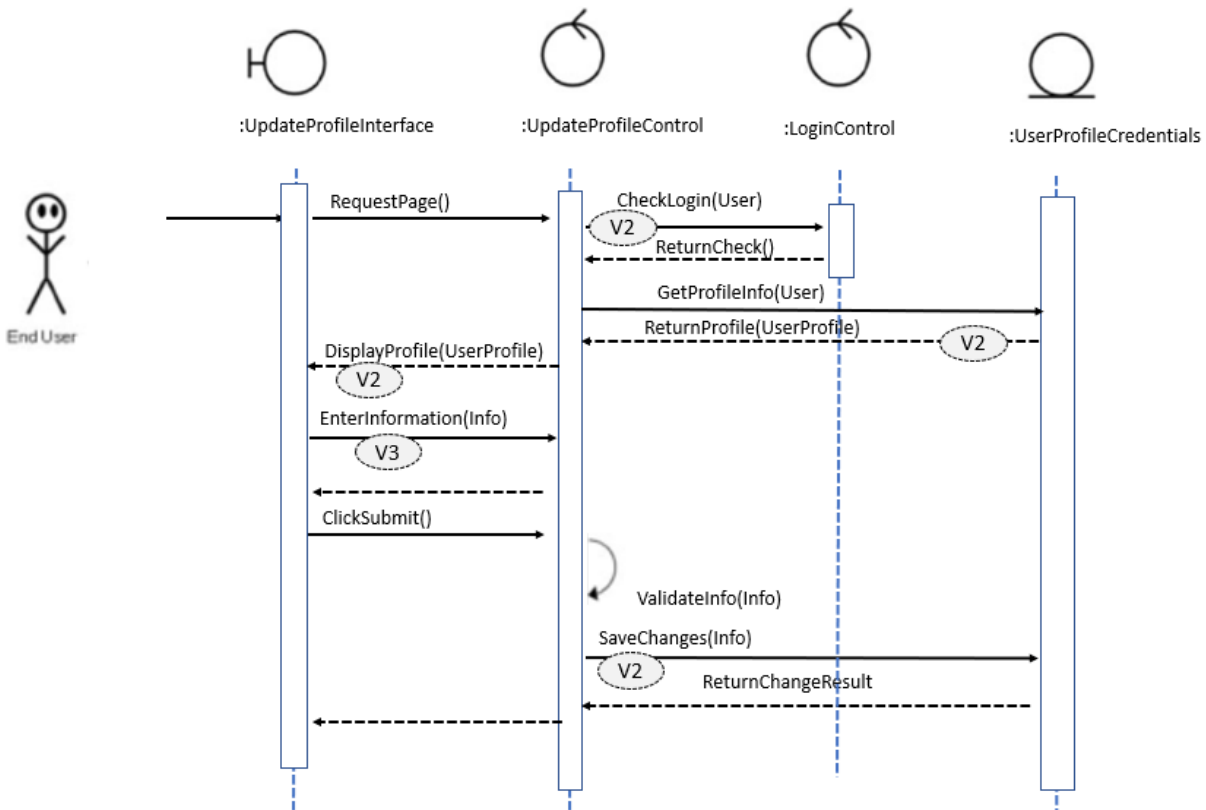 :UpdateProfileInterface
:UpdateProfileControl
:LoginControl
:UserProfileCredentials
RequestPage()
CheckLogin(User)
V2
ReturnCheck()
End User
GetProfileInfo(User)
ReturnProfile(UserProfile)
V2
DisplayProfile(UserProfile)
V2
EnterInformation(Info)
V3
ClickSubmit()
ValidateInfo(Info)
SaveChanges(Info)
V2
ReturnChangeResult